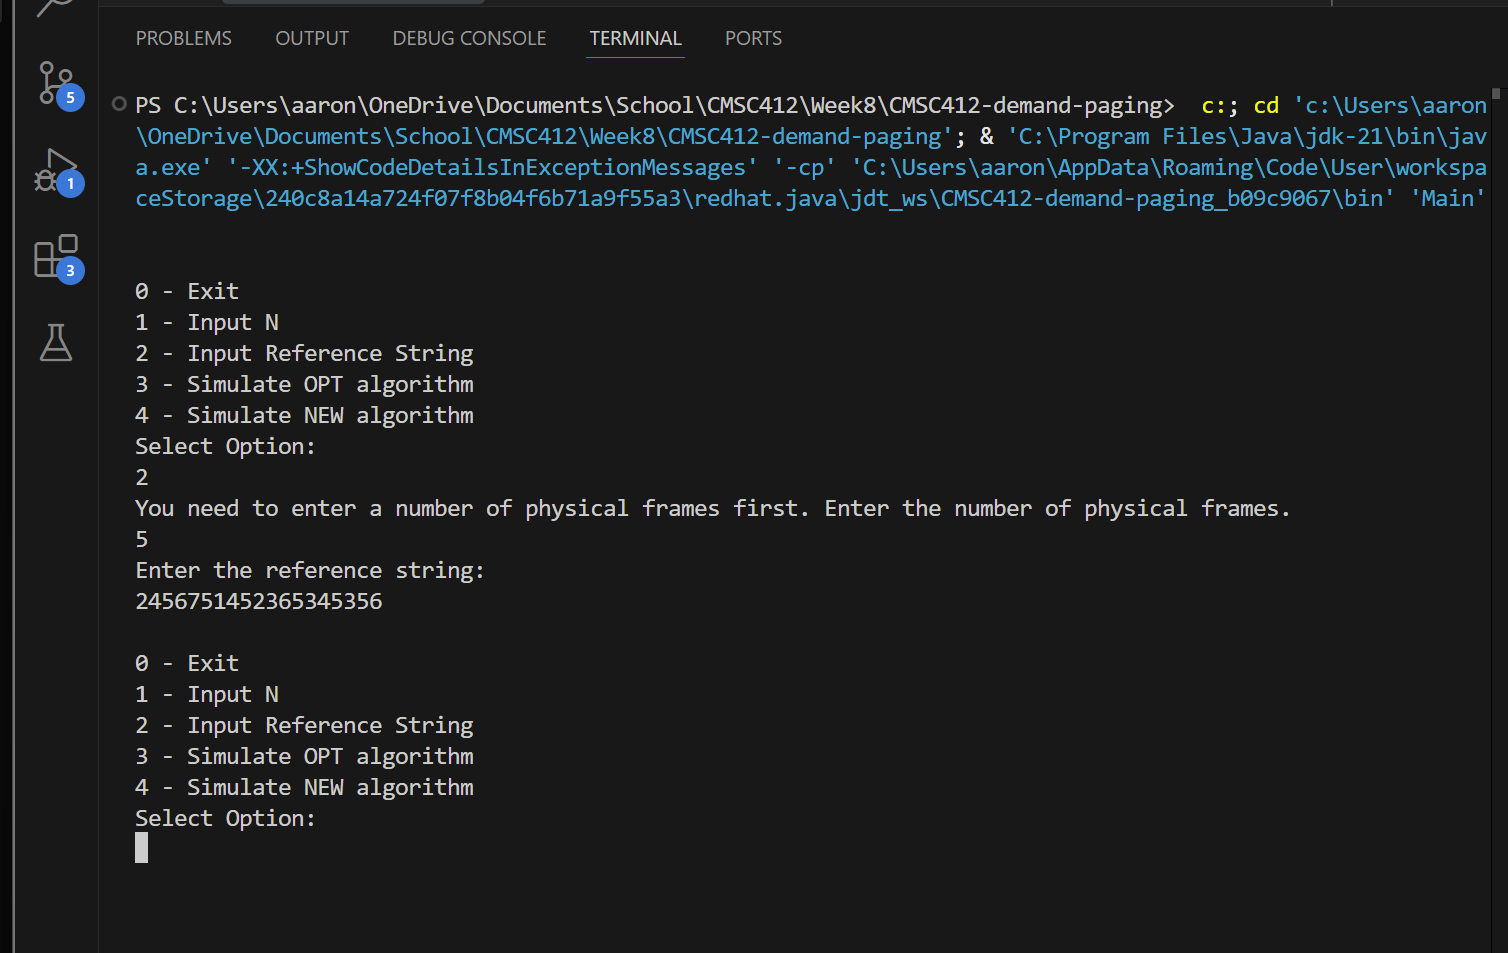 PROBLEMS OUTPUT DEBUG CONSOLE TERMINAL PORTS
PS C:\Users\aaron\OneDrive\Documents\School\CMSC412\Week8\CMSC412-demand-paging>  c:; cd 'c:\Users\aaron
\OneDrive\Documents\School\CMSC412\Week8\CMSC412-demand-paging'; & 'C:\Program Files\Java\jdk-21\bin\jav
a.exe' '-XX:+ShowCodeDetailsInExceptionMessages' '-cp' 'C:\Users\aaron\AppData\Roaming\Code\User\workspa
ceStorage\240c8a14a724f07f8b04f6b71a9f55a3\redhat.java\jdt_ws\CMSC412-demand-paging_b09c9067\bin' 'Main'
5
1
3
0 - Exit
1 - Input N
2 - Input Reference String
3 - Simulate OPT algorithm
4 - Simulate NEW algorithm
Select Option:
2
You need to enter a number of physical frames first. Enter the number of physical frames.
5
Enter the reference string:
2456751452365345356
0 - Exit
1 - Input N
2 - Input Reference String
3 - Simulate OPT algorithm
4 - Simulate NEW algorithm
Select Option: